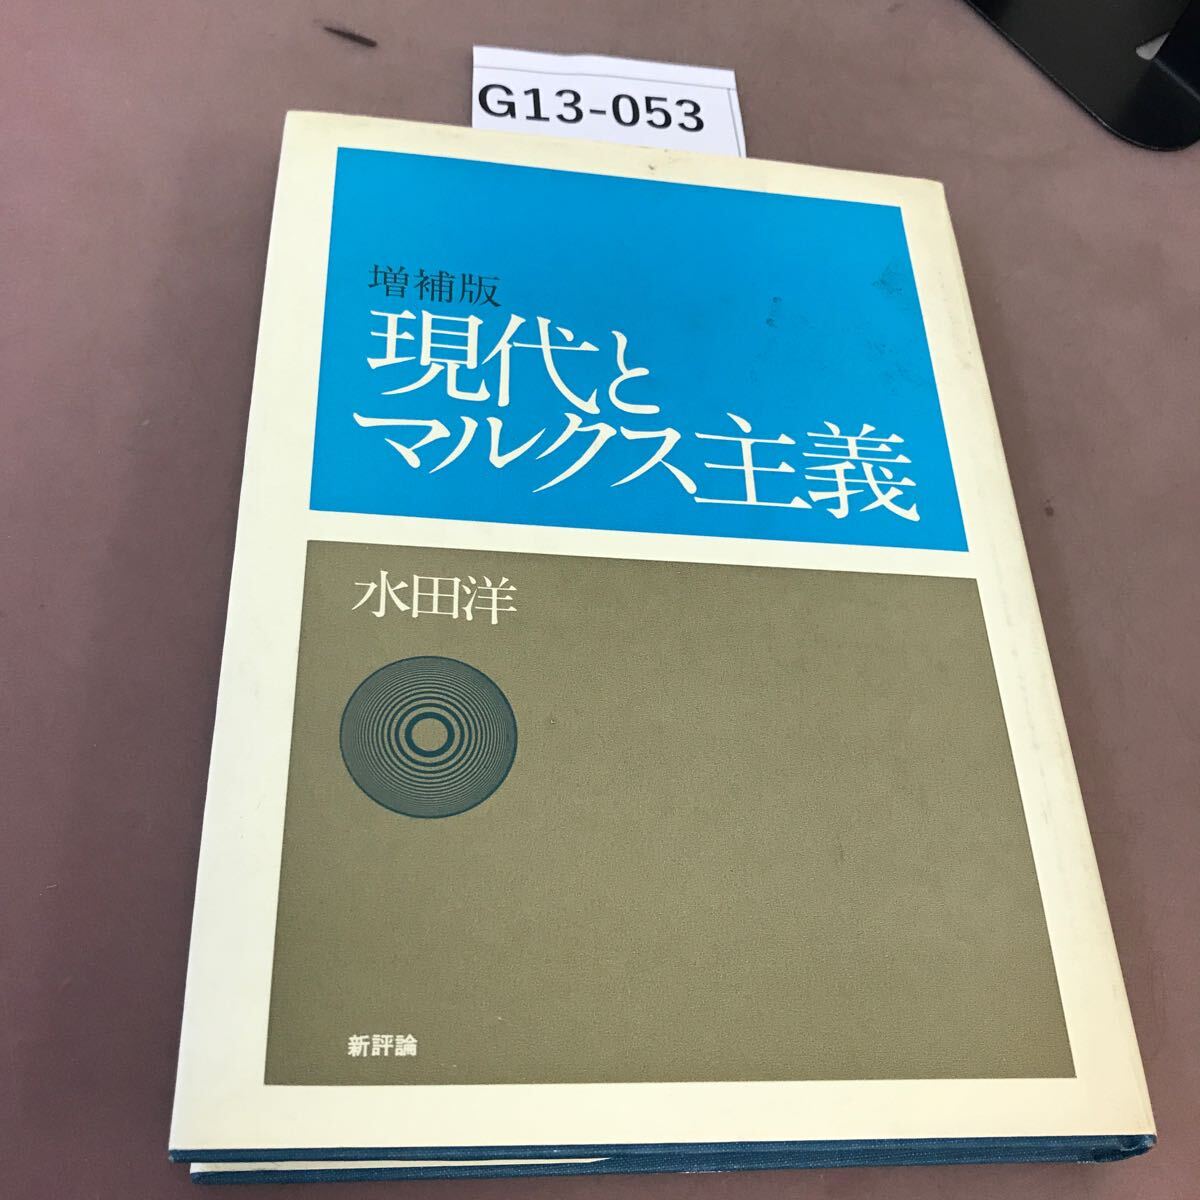 G13-053
増補版
現代と
マルクス主義
水田洋
新評論